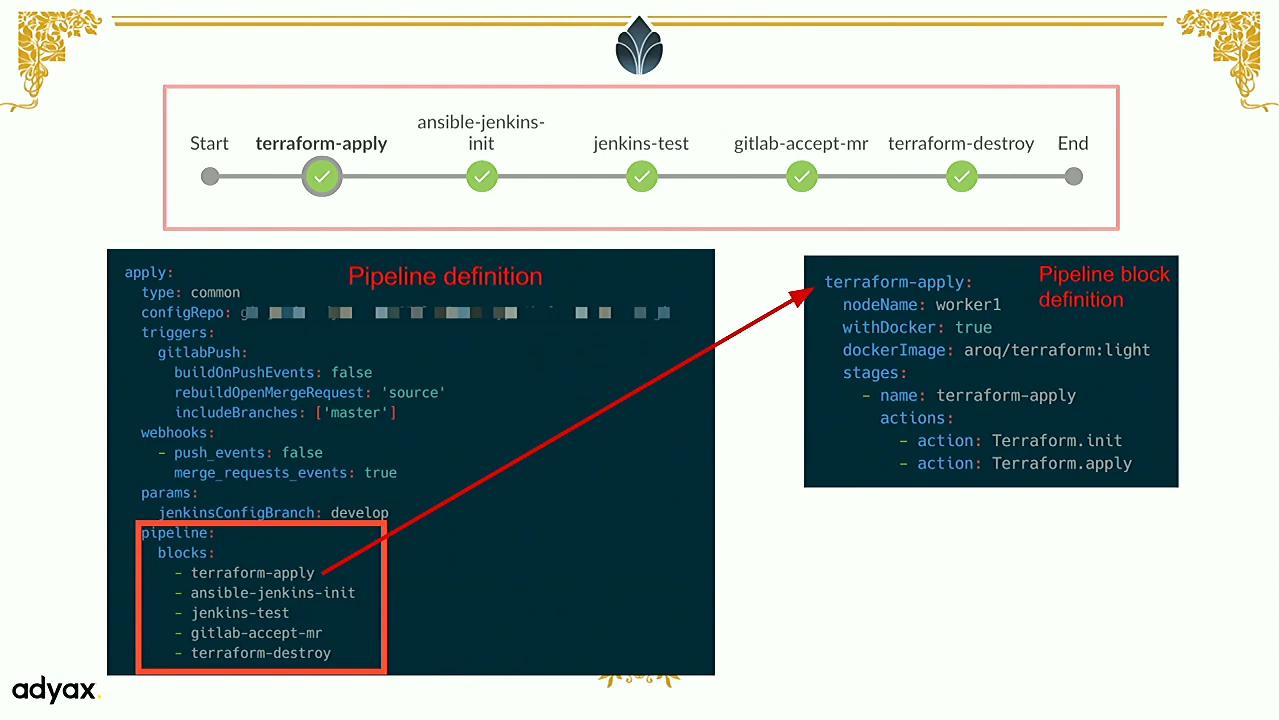 ansible-jenkins-
Start terraform-apply init jenkins-test gitlab-accept-mr terraform-destroy End
Pipeline definition
apply:
type: common
configRepo:
triggers:
gitlabPush:
buildOnPushEvents: false
rebuildOpenMergeRequest: 'source'
includeBranches: ['master']
webhooks:
- push_events: false
merge_requests_events: true
params:
jenkinsConfigBranch: develop
pipeline:
blocks:
- terraform-apply
- ansible-jenkins-init
- jenkins-test
- gitlab-accept-mr
- terraform-destroy
Pipeline block
definition
terraform-apply:
nodeName: worker1
withDocker: true
dockerImage: aroq/terraform:light
stages:
- name: terraform-apply
actions:
- action: Terraform.init
- action: Terraform.apply
adyax.